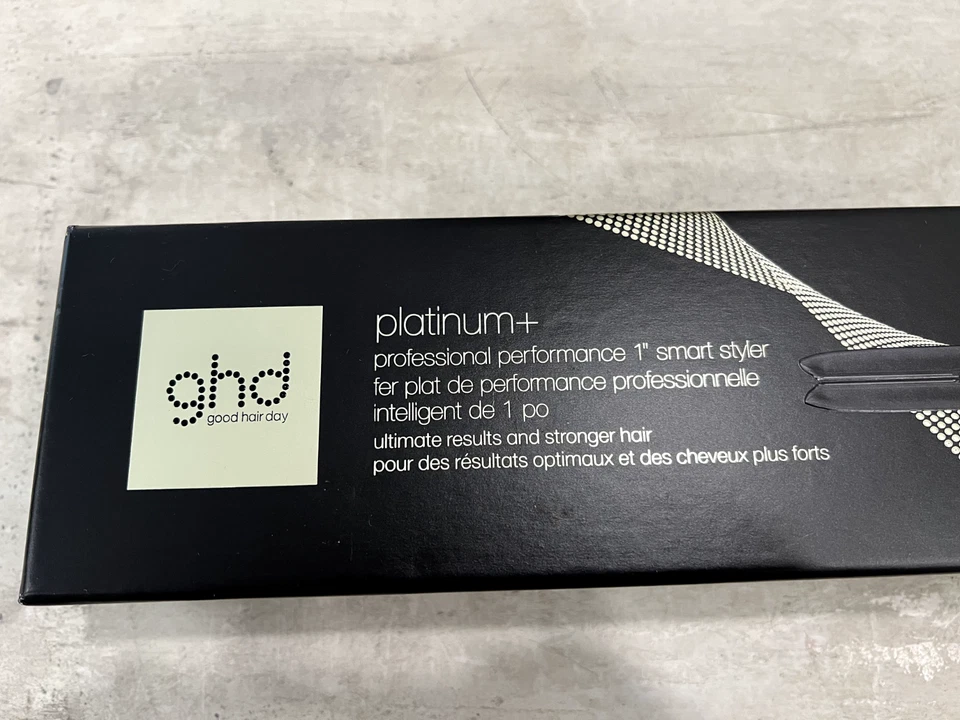 ghd
good hair day
platinum+
professional performance 1" smart styler
fer plat de performance professionnelle
intelligent de 1 po
ultimate results and stronger hair
pour des résultats optimaux et des cheveux plus forts